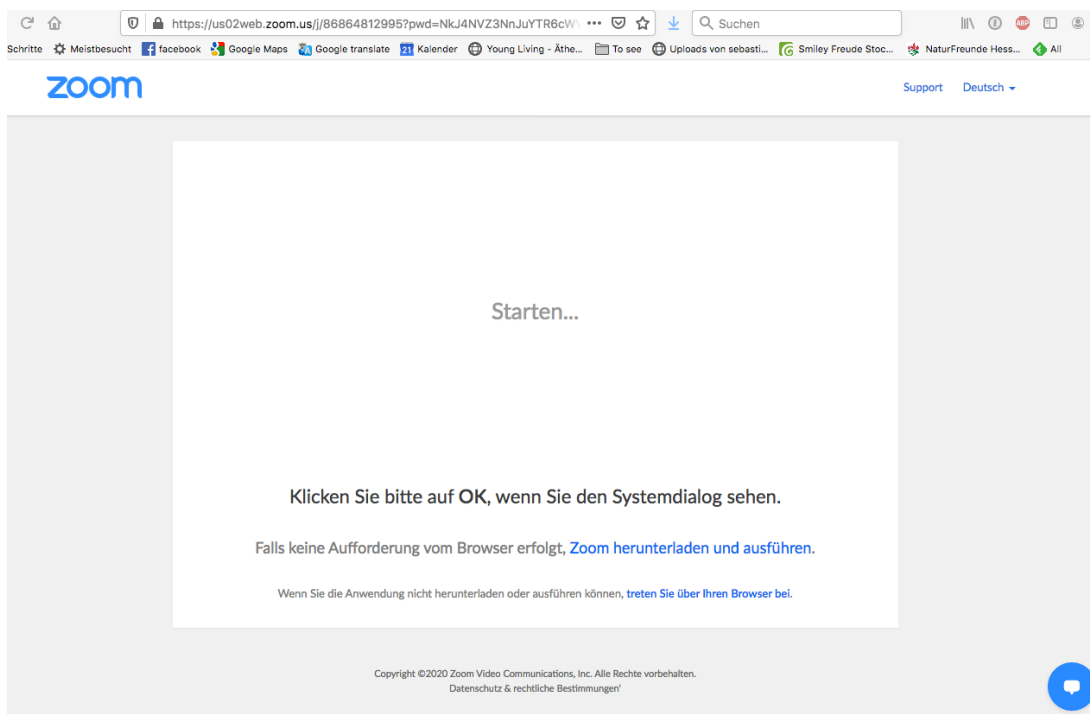 https://us02web.zoom.us/j/86864812995?pwd=NkJ4NVZ3NnJuYTR6cW
Suchen
ABP
Schritte Meistbesucht facebook Google Maps Google translate 21 Kalender Young Living - Äthe... To see Uploads von sebasti... Smiley Freude Stoc... NaturFreunde Hess... All
zoom
Support Deutsch
Starten...
Klicken Sie bitte auf OK, wenn Sie den Systemdialog sehen.
Falls keine Aufforderung vom Browser erfolgt, Zoom herunterladen und ausführen.
Wenn Sie die Anwendung nicht herunterladen oder ausführen können, treten Sie über Ihren Browser bei.
Copyright ©2020 Zoom Video Communications, Inc. Alle Rechte vorbehalten.
Datenschutz & rechtliche Bestimmungen'